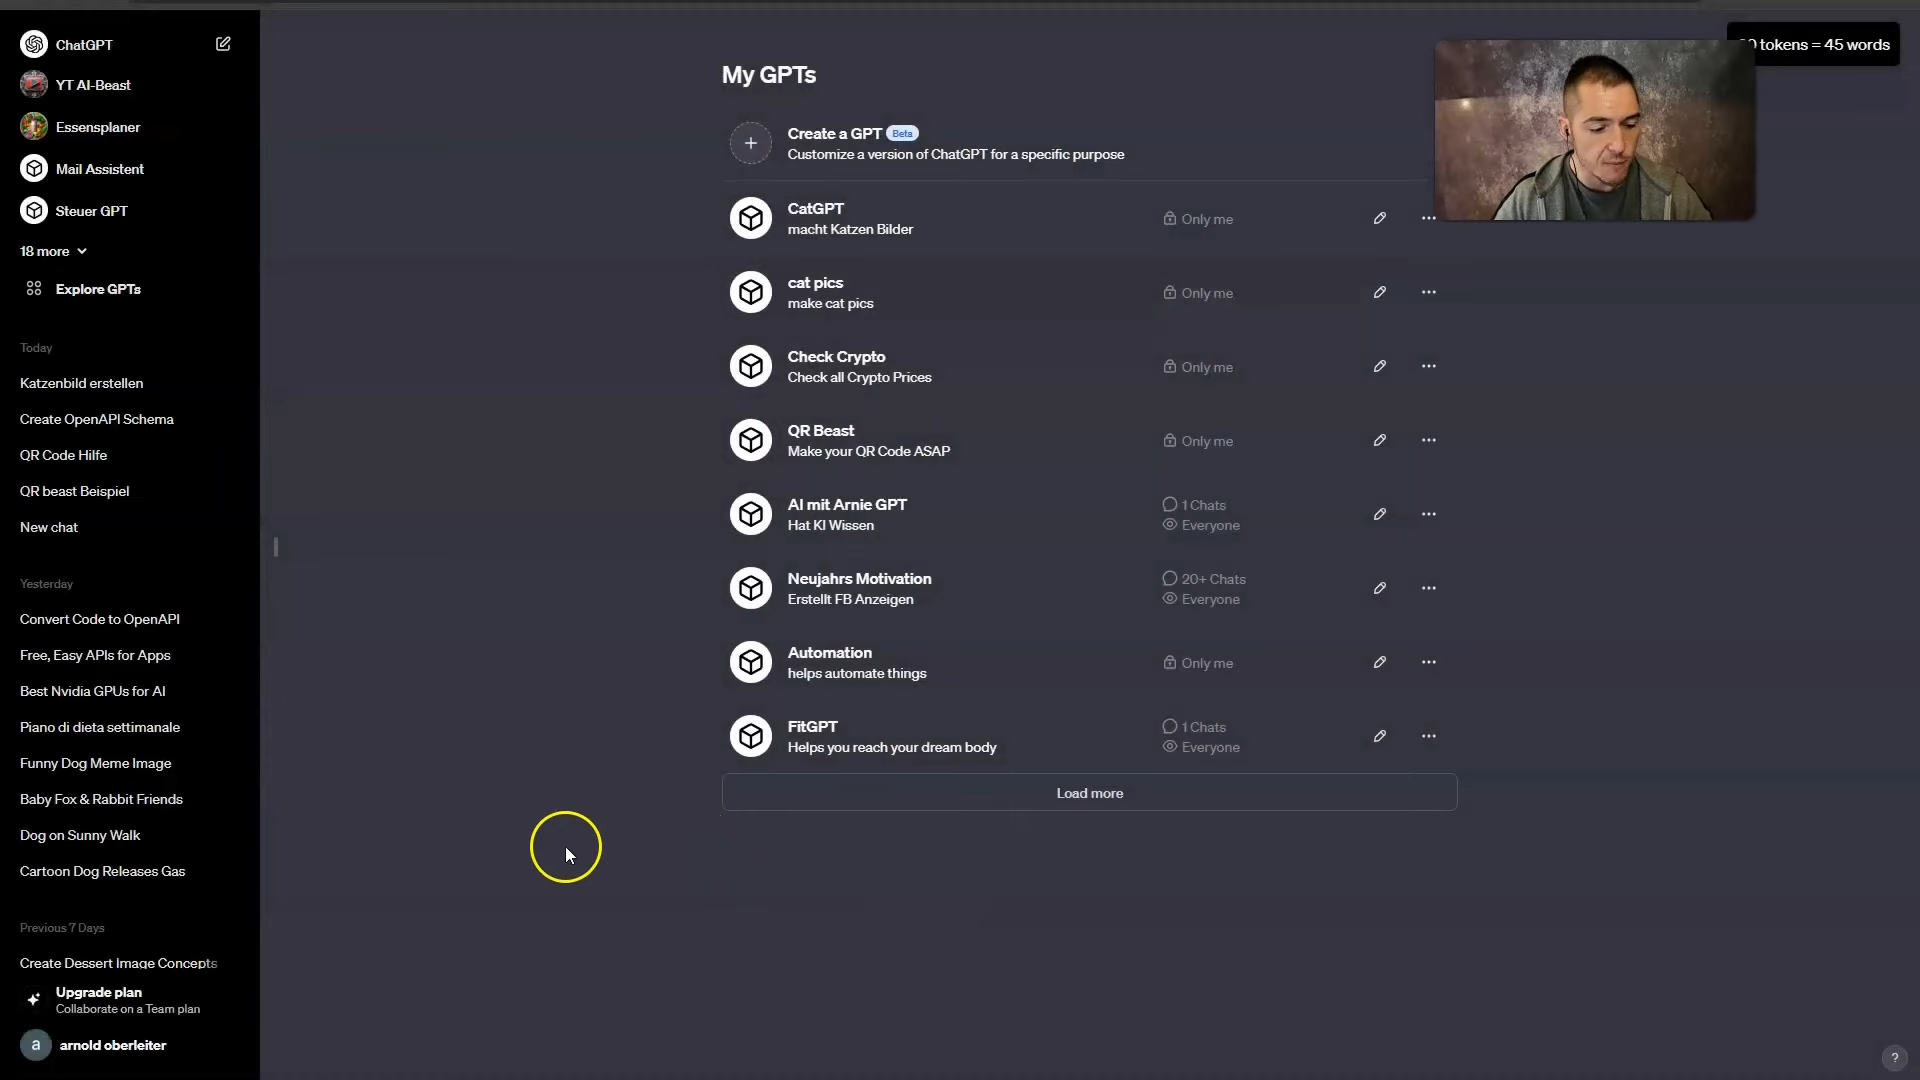 ChatGPT
YT AI-Beast
Essensplaner
Mail Assistent
Steuer GPT
18 more
Explore GPTs
Today
Katzenbild erstellen
Create OpenAPI Schema
QR Code Hilfe
QR beast Beispiel
New chat
Yesterday
Convert Code to OpenAPI
Free, Easy APIs for Apps
Best Nvidia GPUs for AI
Piano di dieta settimanale
Funny Dog Meme Image
Baby Fox & Rabbit Friends
Dog on Sunny Walk
Cartoon Dog Releases Gas
Previous 7 Days
Create Dessert Image Concepts
Upgrade plan
Collaborate on a Team plan
a arnold oberleiter
My GPTs
Create a GPT Beta
Customize a version of ChatGPT for a specific purpose
CatGPT
macht Katzen Bilder
Only me
cat pics
make cat pics
Only me
Check Crypto
Check all Crypto Prices
Only me
QR Beast
Make your QR Code ASAP
Only me
AI mit Arnie GPT
Hat KI Wissen
1 Chats
Everyone
Neujahrs Motivation
Erstellt FB Anzeigen
20+ Chats
Everyone
Automation
helps automate things
Only me
FitGPT
Helps you reach your dream body
1 Chats
Everyone
Load more
tokens = 45 words
?